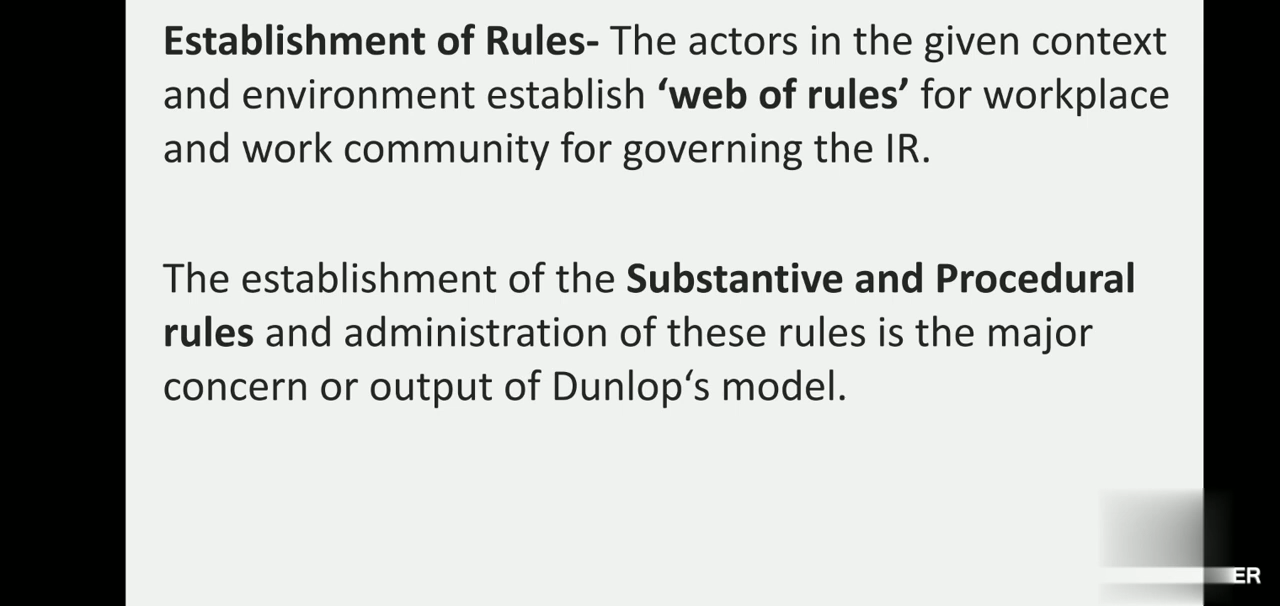 Establishment of Rules- The actors in the given context
and environment establish ‘web of rules’ for workplace
and work community for governing the IR.
The establishment of the Substantive and Procedural
rules and administration of these rules is the major
concern or output of Dunlop‘s model.
ER